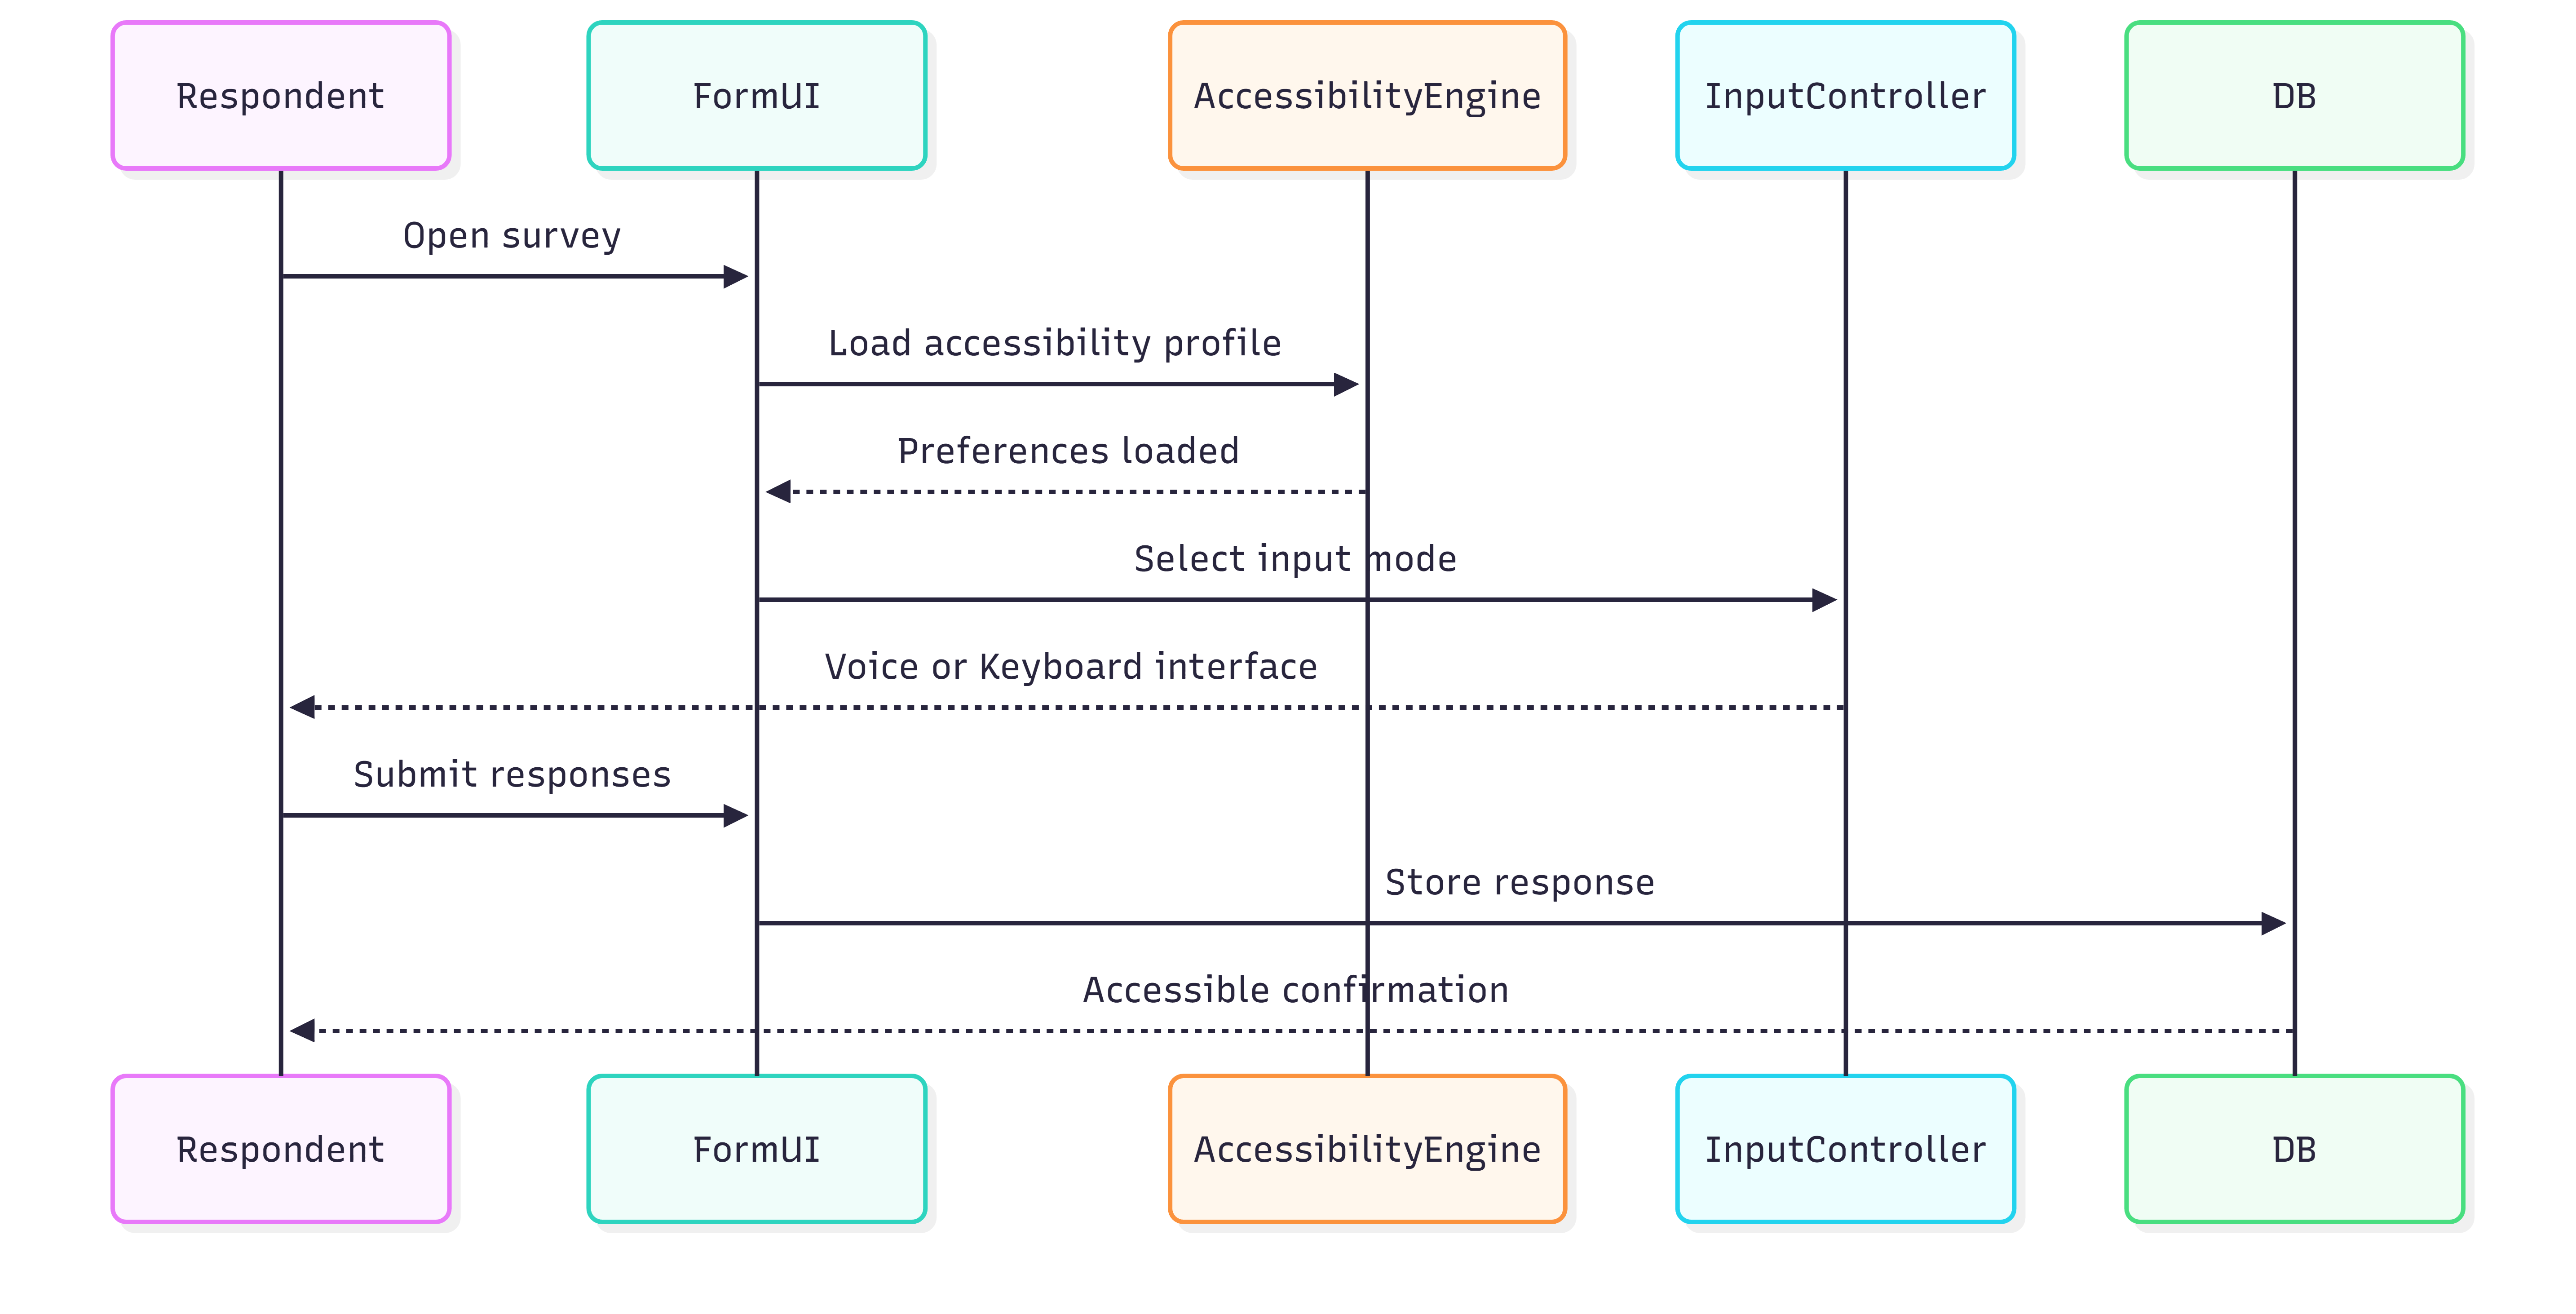 Respondent
FormUI
AccessibilityEngine
InputController
DB
Open survey
Load accessibility profile
Preferences loaded
Select input mode
Voice or Keyboard interface
Submit responses
Store response
Accessible confirmation
Respondent
FormUI
AccessibilityEngine
InputController
DB